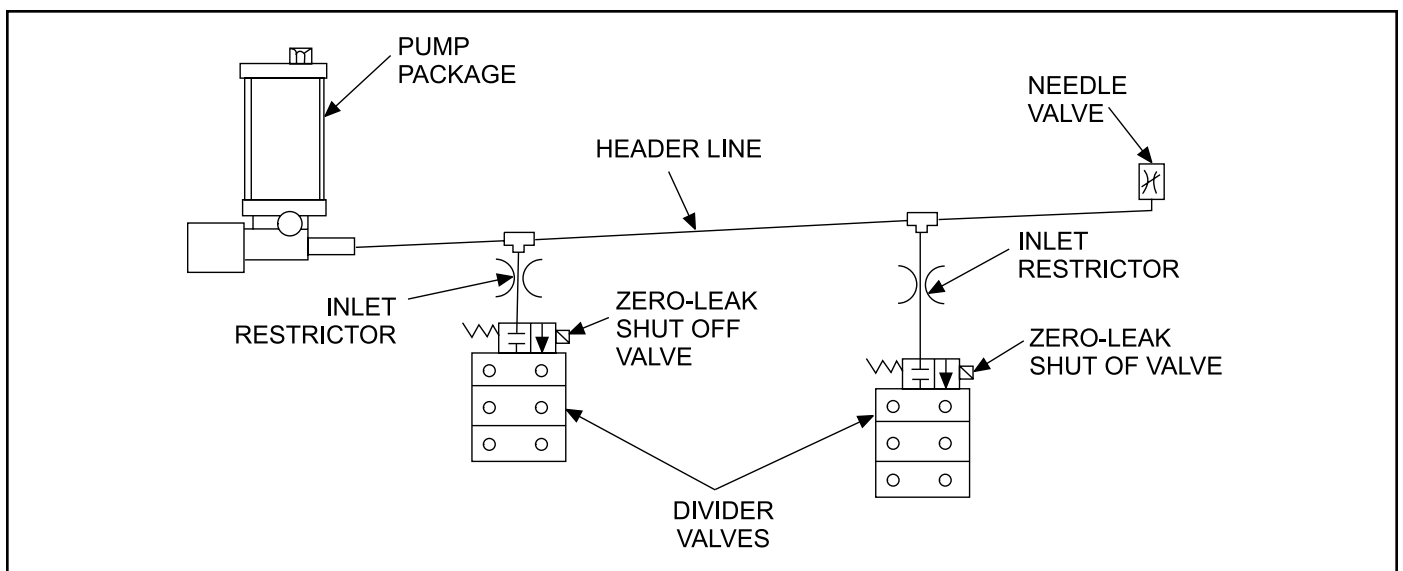 PUMP
PACKAGE
NEEDLE
VALVE
HEADER LINE
INLET
RESTRICTOR
INLET
RESTRICTOR
ZERO-LEAK
SHUT OFF
VALVE
ZERO-LEAK
SHUT OF VALVE
DIVIDER
VALVES